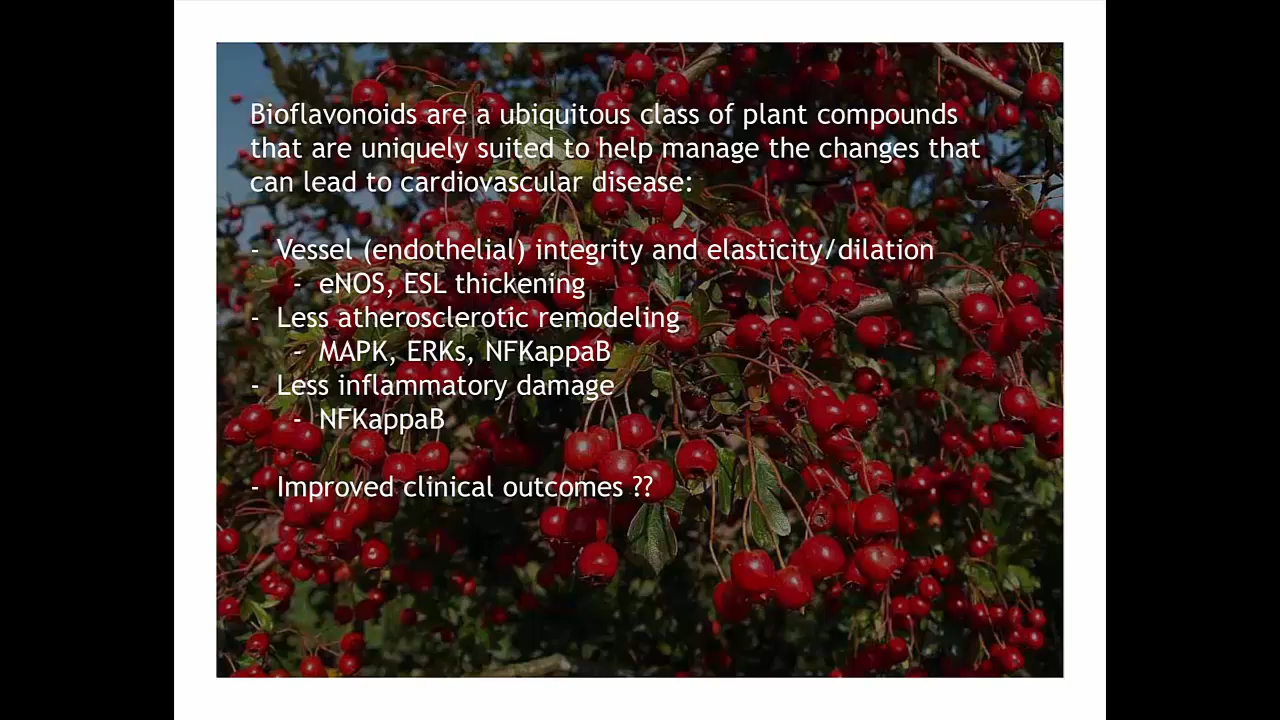 Bioflavonoids are a ubiquitous class of plant compounds
that are uniquely suited to help manage the changes that
can lead to cardiovascular disease:
- Vessel (endothelial) integrity and elasticity/dilation
- eNOS, ESL thickening
- Less atherosclerotic remodeling
- MAPK, ERKs, NFKappaB
- Less inflammatory damage
- NFKappaB
- Improved clinical outcomes ??